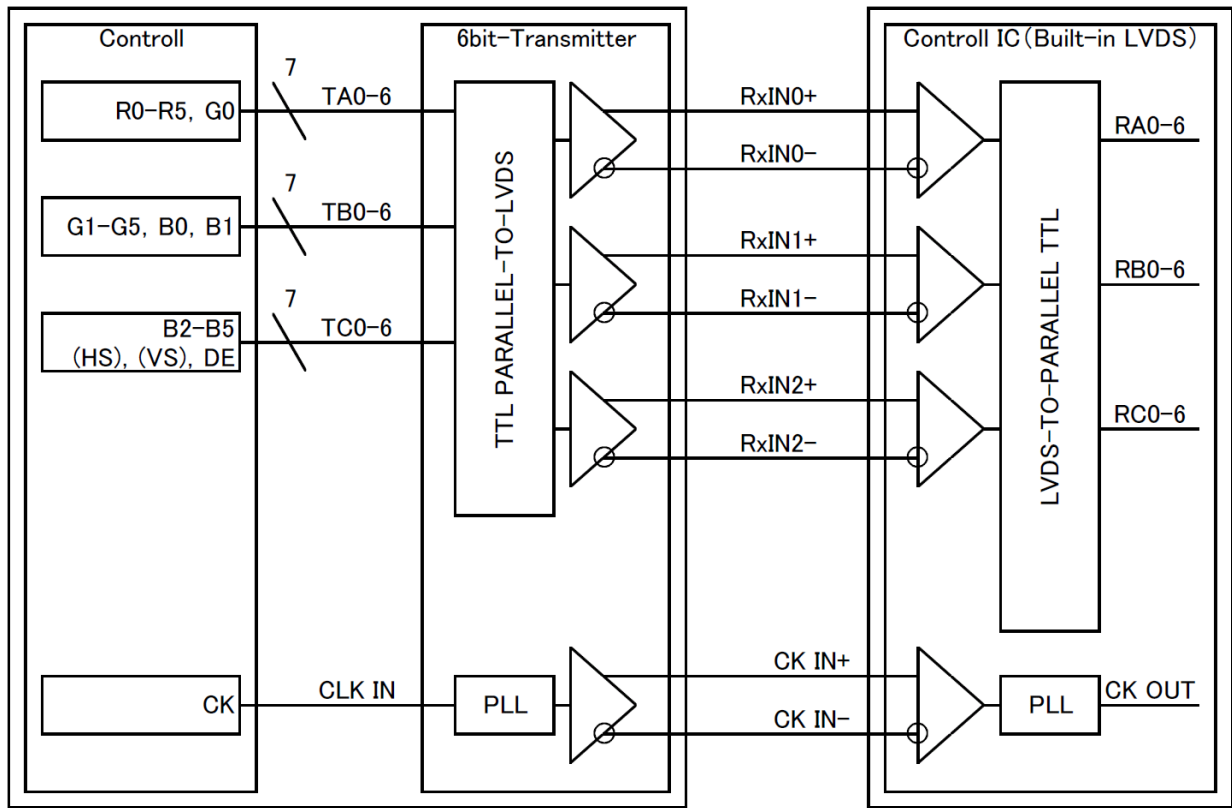 Controll
6bit-Transmitter
Controll IC(Built-in LVDS)
7
R0-R5, G0
TA0-6
RxIN0+
RA0-6
RxIN0-
7
G1-G5, B0, B1
TB0-6
RxIN1+
RB0-6
RxIN1-
7
B2-B5
(HS), (VS), DE
TC0-6
RxIN2+
RC0-6
RxIN2-
TTL PARALLEL-TO-LVDS
LVDS-TO-PARALLEL TTL
CK
CLK IN
PLL
CK IN+
CK IN-
PLL
CK OUT